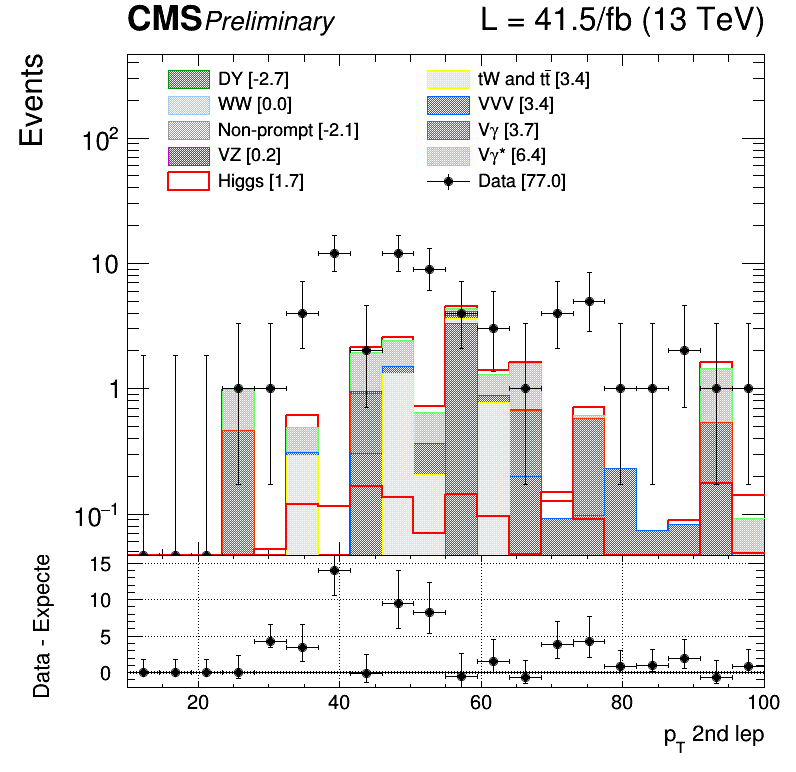 CMS Preliminary L = 41.5/fb (13 TeV)
Events
DY [-2.7]
WW [0.0]
Non-prompt [-2.1]
VZ [0.2]
Higgs [1.7]
tW and tt̄ [3.4]
VVV [3.4]
Vγ [3.7]
Vγ* [6.4]
Data [77.0]
10²
10
1
10⁻¹
Data - Expecte
15
10
5
0
20 40 60 80 100
p_T 2nd lep